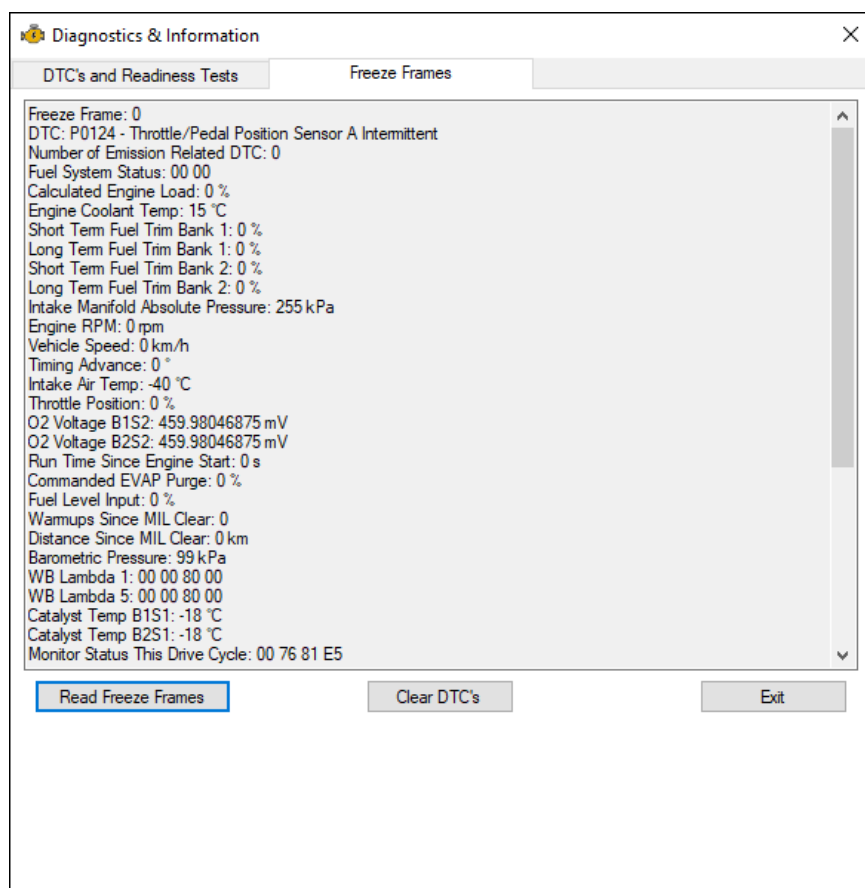 Diagnostics & Information
DTC's and Readiness Tests
Freeze Frames
Freeze Frame: 0
DTC: P0124 - Throttle/Pedal Position Sensor A Intermittent
Number of Emission Related DTC: 0
Fuel System Status: 00 00
Calculated Engine Load: 0 %
Engine Coolant Temp: 15 °C
Short Term Fuel Trim Bank 1: 0 %
Long Term Fuel Trim Bank 1: 0 %
Short Term Fuel Trim Bank 2: 0 %
Long Term Fuel Trim Bank 2: 0 %
Intake Manifold Absolute Pressure: 255 kPa
Engine RPM: 0 rpm
Vehicle Speed: 0 km/h
Timing Advance: 0 °
Intake Air Temp: -40 °C
Throttle Position: 0 %
O2 Voltage B1S2: 459.98046875 mV
O2 Voltage B2S2: 459.98046875 mV
Run Time Since Engine Start: 0 s
Commanded EVAP Purge: 0 %
Fuel Level Input: 0 %
Warmups Since MIL Clear: 0
Distance Since MIL Clear: 0 km
Barometric Pressure: 99 kPa
WB Lambda 1: 00 00 80 00
WB Lambda 5: 00 00 80 00
Catalyst Temp B1S1: -18 °C
Catalyst Temp B2S1: -18 °C
Monitor Status This Drive Cycle: 00 76 81 E5
Read Freeze Frames
Clear DTC's
Exit